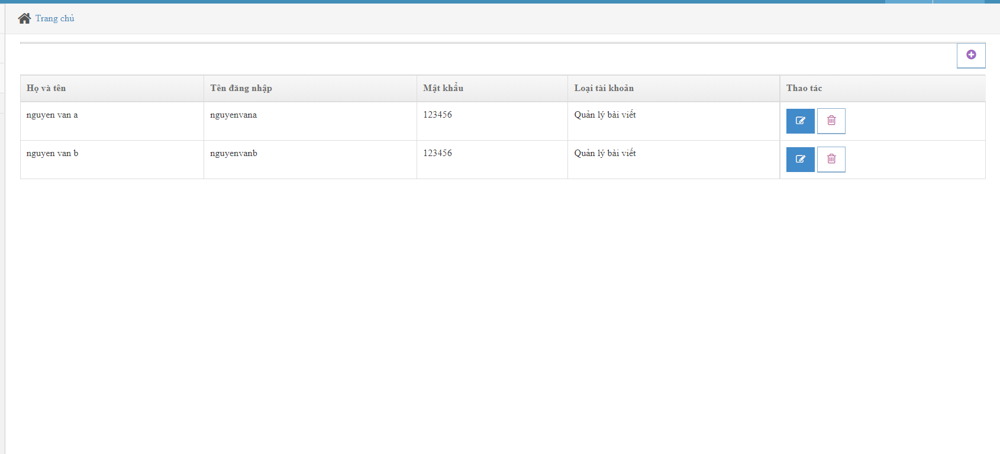 Trang chủ
Họ và tên Tên đăng nhập Mật khẩu Loại tài khoản Thao tác
nguyen van a nguyenvana 123456 Quản lý bài viết
nguyen van b nguyenvanb 123456 Quản lý bài viết